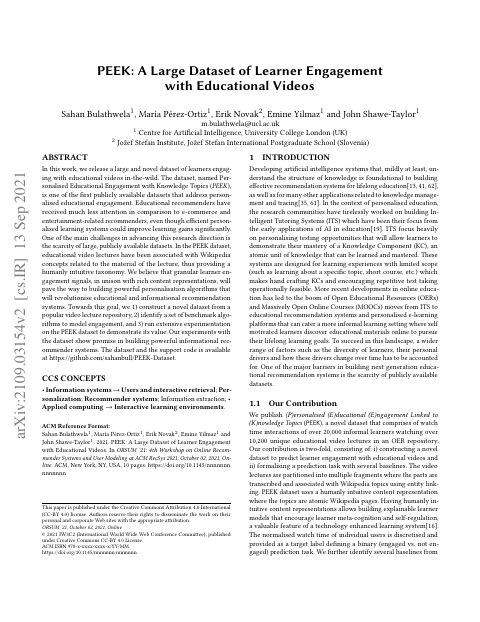 arXiv:2109.03154v2 [cs.IR] 13 Sep 2021
PEEK: A Large Dataset of Learner Engagement
with Educational Videos
Sahan Bulathwela1, María Pérez-Ortiz1, Erik Novak2, Emine Yilmaz1 and John Shawe-Taylor1
m.bulathwela@ucl.ac.uk
1 Centre for Artificial Intelligence, University College London (UK)
2 Jožef Stefan Institute, Jožef Stefan International Postgraduate School (Slovenia)
ABSTRACT
In this work, we release a large and novel dataset of learners engag-
ing with educational videos in-the-wild. The dataset, named Per-
sonalised Educational Engagement with Knowledge Topics (PEEK),
is one of the first publicly available datasets that address person-
alised educational engagement. Educational recommenders have
received much less attention in comparison to e-commerce and
entertainment-related recommenders, even though efficient person-
alised learning systems could improve learning gains significantly.
One of the main challenges in advancing this research direction is
the scarcity of large, publicly available datasets. In the PEEK dataset,
educational video lectures have been associated with Wikipedia
concepts related to the material of the lecture, thus providing a
humanly intuitive taxonomy. We believe that granular learner en-
gagement signals, in unison with rich content representations, will
pave the way to building powerful personalisation algorithms that
will revolutionise educational and informational recommendation
systems. Towards this goal, we 1) construct a novel dataset from a
popular video lecture repository, 2) identify a set of benchmark algo-
rithms to model engagement, and 3) run extensive experimentation
on the PEEK dataset to demonstrate its value. Our experiments with
the dataset show promise in building powerful informational rec-
ommender systems. The dataset and the support code is available
at https://github.com/sahanbull/PEEK-Dataset.
CCS CONCEPTS
• Information systems → Users and interactive retrieval; Per-
sonalization; Recommender systems; Information extraction; •
Applied computing → Interactive learning environments.
ACM Reference Format:
Sahan Bulathwela1, María Pérez-Ortiz1, Erik Novak2, Emine Yilmaz1 and
John Shawe-Taylor1. 2021. PEEK: A Large Dataset of Learner Engagement
with Educational Videos. In ORSUM '21: 4th Workshop on Online Recom-
mender Systems and User Modeling at ACM RecSys 2021, October 02, 2021, On-
line. ACM, New York, NY, USA, 10 pages. https://doi.org/10.1145/nnnnnnn.
nnnnnnn
This paper is published under the Creative Commons Attribution 4.0 International
(CC-BY 4.0) license. Authors reserve their rights to disseminate the work on their
personal and corporate Web sites with the appropriate attribution.
ORSUM '21, October 02, 2021, Online
© 2021 IW3C2 (International World Wide Web Conference Committee), published
under Creative Commons CC-BY 4.0 License.
ACM ISBN 978-x-xxxx-xxxx-x/YY/MM.
https://doi.org/10.1145/nnnnnnn.nnnnnnn
1 INTRODUCTION
Developing artificial intelligence systems that, mildly at least, un-
derstand the structure of knowledge is foundational to building
effective recommendation systems for lifelong education[13, 41, 62],
as well as for many other applications related to knowledge manage-
ment and tracing[35, 61]. In the context of personalised education,
the research communities have tirelessly worked on building In-
telligent Tutoring Systems (ITS) which have been their focus from
the early applications of AI in education[19]. ITS focus heavily
on personalising testing opportunities that will allow learners to
demonstrate their mastery of a Knowledge Component (KC), an
atomic unit of knowledge that can be learned and mastered. These
systems are designed for learning experiences with limited scope
(such as learning about a specific topic, short course, etc.) which
makes hand crafting KCs and encouraging repetitive test taking
operationally feasible. More recent developments in online educa-
tion has led to the boom of Open Educational Resources (OERs)
and Massively Open Online Courses (MOOCs) moves from ITS to
educational recommendation systems and personalised e-learning
platforms that can cater a more informal learning setting where self
motivated learners discover educational materials online to pursue
their lifelong learning goals. To succeed in this landscape, a wider
range of factors such as the diversity of learners, their personal
drivers and how these drivers change over time has to be accounted
for. One of the major barriers in building next generation educa-
tional recommendation systems is the scarcity of publicly available
datasets.
1.1 Our Contribution
We publish (P)ersonalised (E)ducational (E)ngagement Linked to
(K)nowledge Topics (PEEK), a novel dataset that comprises of watch
time interactions of over 20,000 informal learners watching over
10,200 unique educational video lectures in an OER repository.
Our contribution is two-fold, consisting of: i) constructing a novel
dataset to predict learner engagement with educational videos and
ii) formalising a prediction task with several baselines. The video
lectures are partitioned into multiple fragments where the parts are
transcribed and associated with Wikipedia topics using entity link-
ing. PEEK dataset uses a humanly intuitive content representation
where the topics are atomic Wikipedia pages. Having humanly in-
tuitive content representations allows building explainable learner
models that encourage learner meta-cognition and self-regulation,
a valuable feature of a technology enhanced learning system[16].
The normalised watch time of individual users is discretised and
provided as a target label defining a binary (engaged vs. not en-
gaged) prediction task. We further identify several baselines from